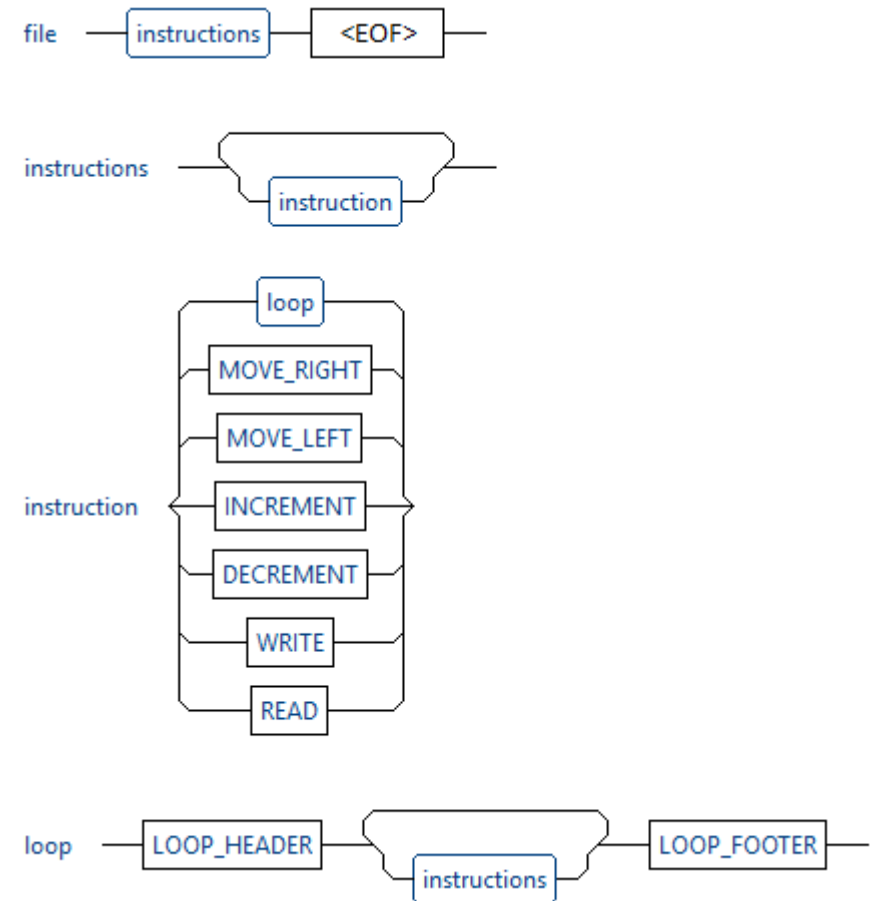 file instructions <EOF>
instructions
instruction
loop
MOVE_RIGHT
MOVE_LEFT
instruction INCREMENT
DECREMENT
WRITE
READ
loop LOOP_HEADER LOOP_FOOTER
instructions